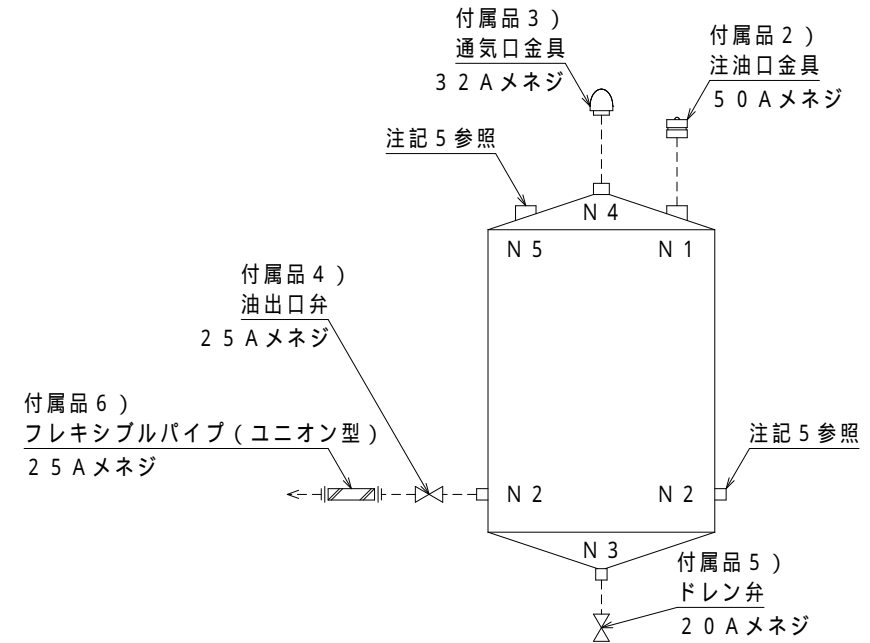 付属品3)
通気口金具
32Aメネジ
付属品2)
注油口金具
50Aメネジ
注記5参照
N4
N5
N1
付属品4)
油出口弁
25Aメネジ
付属品6)
フレキシブルパイプ(ユニオン型)
25Aメネジ
注記5参照
N2
N2
N3
付属品5)
ドレン弁
20Aメネジ